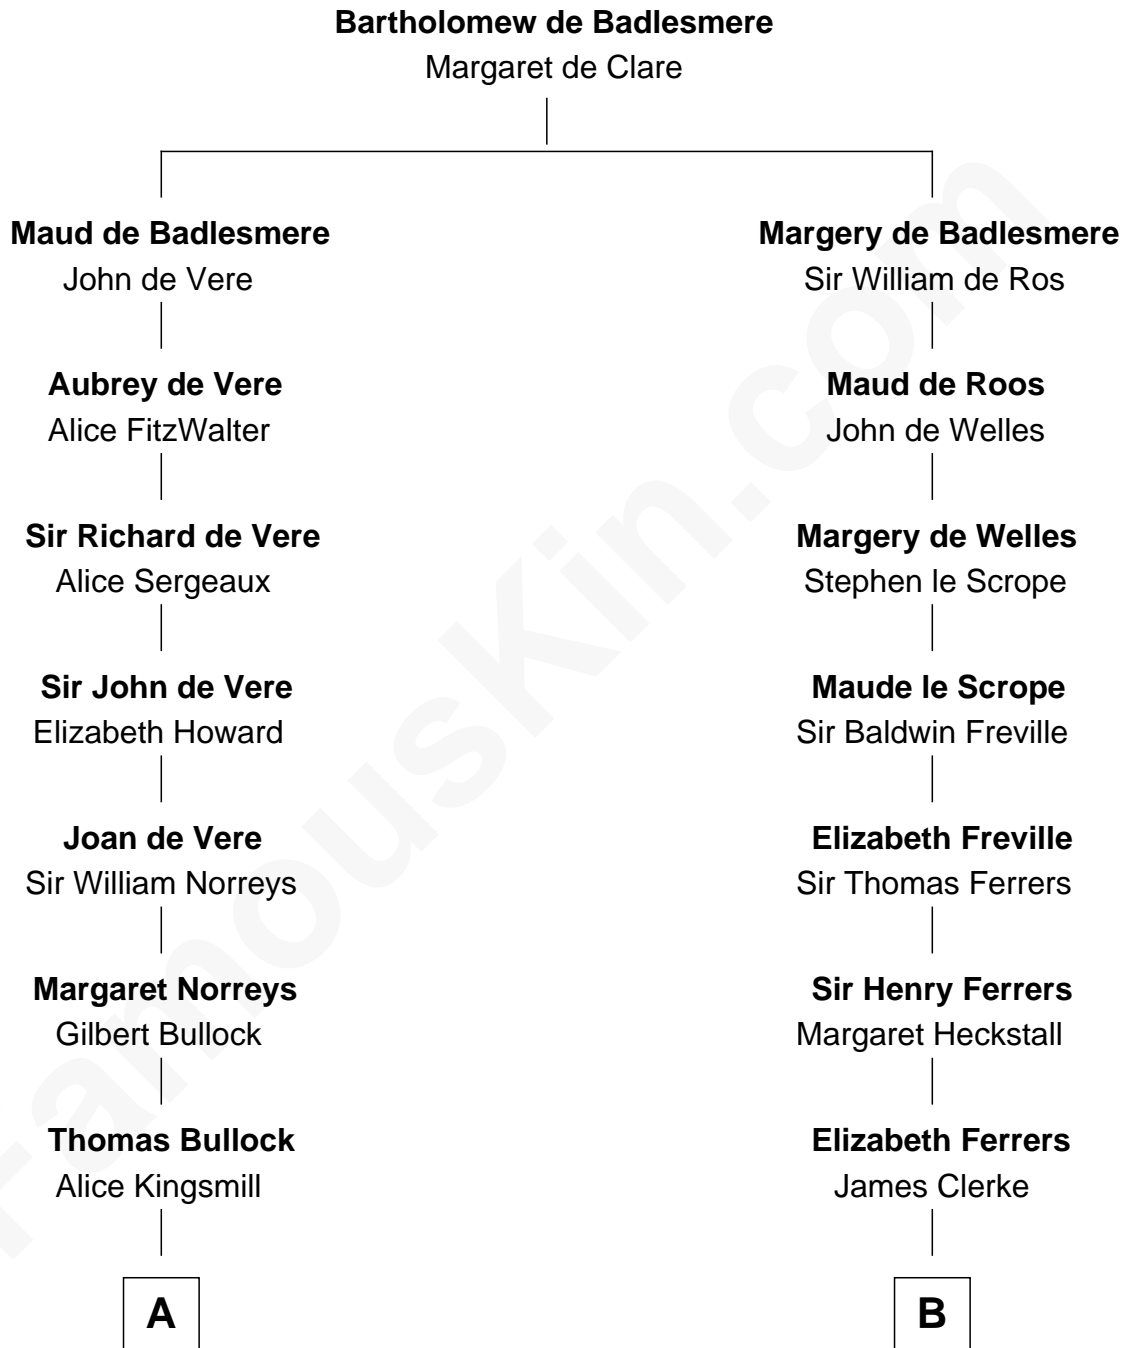 Bartholomew de Badlesmere
Margaret de Clare
Maud de Badlesmere
John de Vere
Margery de Badlesmere
Sir William de Ros
Aubrey de Vere
Alice FitzWalter
Maud de Roos
John de Welles
Sir Richard de Vere
Alice Sergeaux
Margery de Welles
Stephen le Scrope
Sir John de Vere
Elizabeth Howard
Maude le Scrope
Sir Baldwin Freville
Joan de Vere
Sir William Norreys
Elizabeth Freville
Sir Thomas Ferrers
Margaret Norreys
Gilbert Bullock
Sir Henry Ferrers
Margaret Heckstall
Thomas Bullock
Alice Kingsmill
Elizabeth Ferrers
James Clerke
A
B
FamousKin.com